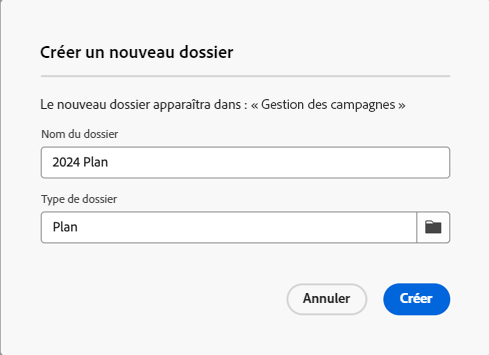 Créer un nouveau dossier
Le nouveau dossier apparaîtra dans : « Gestion des campagnes »
Nom du dossier
2024 Plan
Type de dossier
Plan
Annuler
Créer